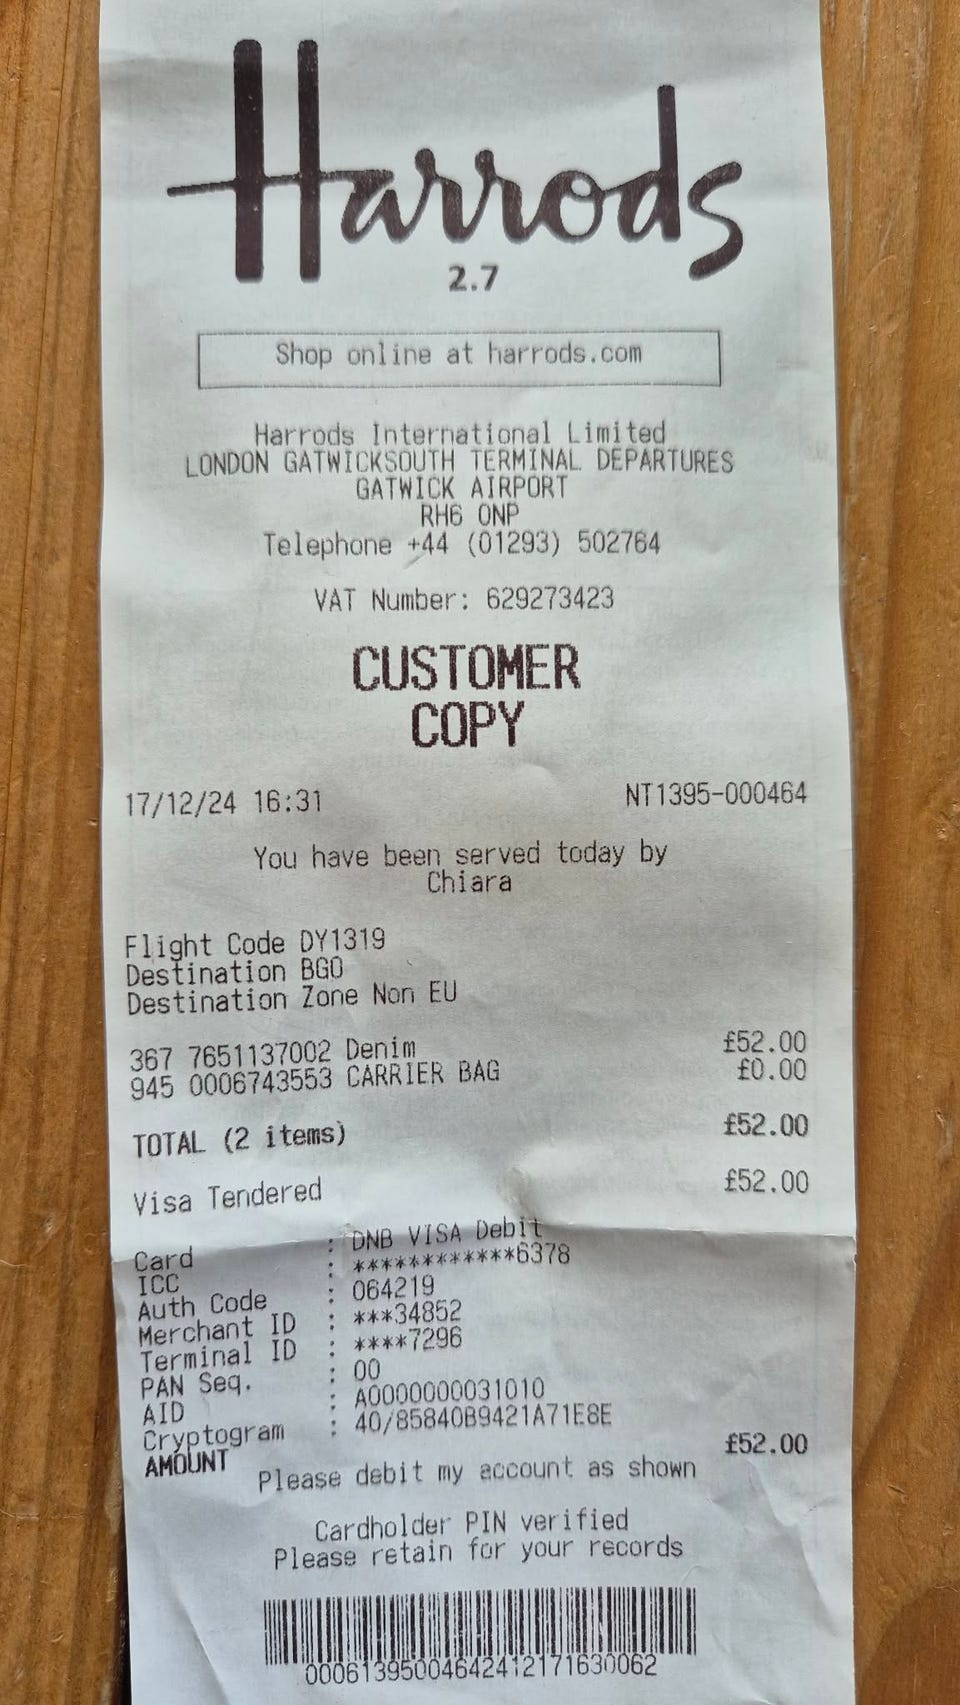 Harrods
2.7
Shop online at harrods.com
Harrods International Limited
LONDON GATWICKSOUTH TERMINAL DEPARTURES
GATWICK AIRPORT
RH6 0NP
Telephone +44 (01293) 502764
VAT Number: 629273423
CUSTOMER
COPY
17/12/24 16:31 NT1395-000464
You have been served today by
Chiara
Flight Code DY1319
Destination BGO
Destination Zone Non EU
367 7651137002 Denim £52.00
945 0006743553 CARRIER BAG £0.00
TOTAL (2 items) £52.00
Visa Tendered £52.00
: DNB VISA Debit
Card : ************6378
ICC
Auth Code : 064219
Merchant ID : ***34852
Terminal ID : ****7296
PAN Seq. : 00
AID : A0000000031010
Cryptogram : 40/85840B9421A71E8E
AMOUNT £52.00
Please debit my account as shown
Cardholder PIN verified
Please retain for your records
0006139500464241217163​0062